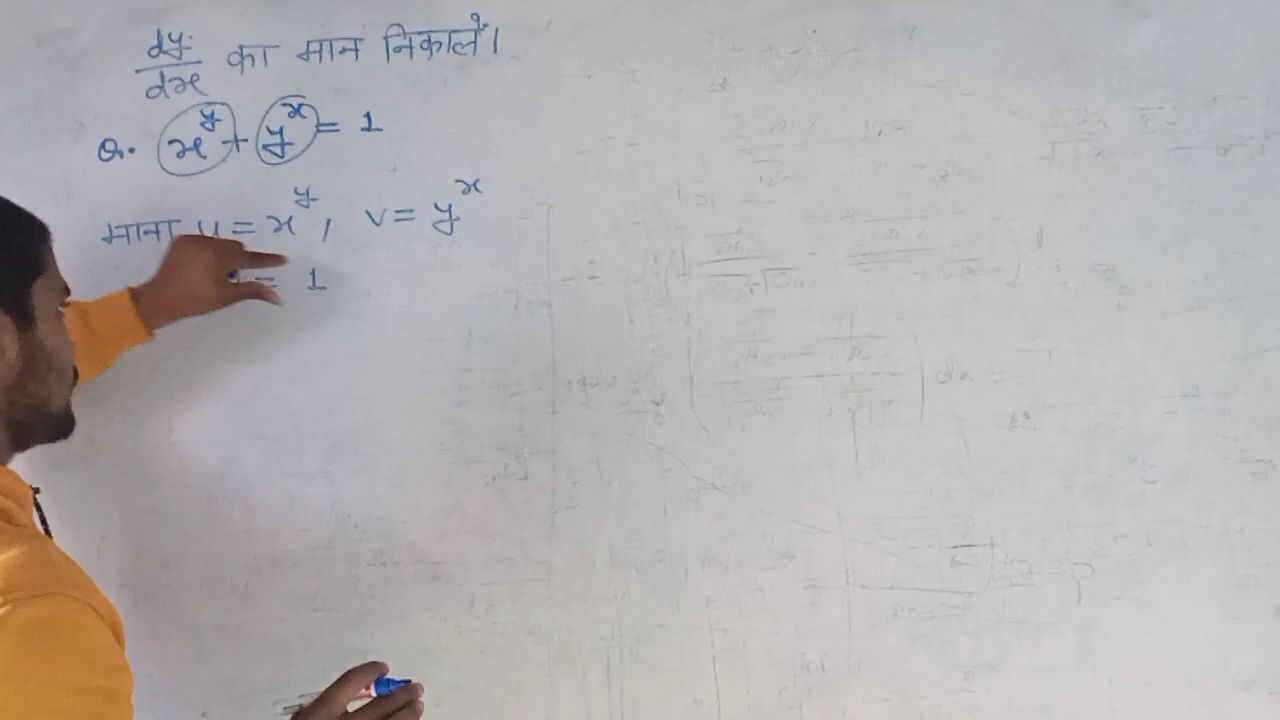 dy/dx का मान निकालें।
Q. x^y + y^x = 1
माना u = x^y, v = y^x
= 1